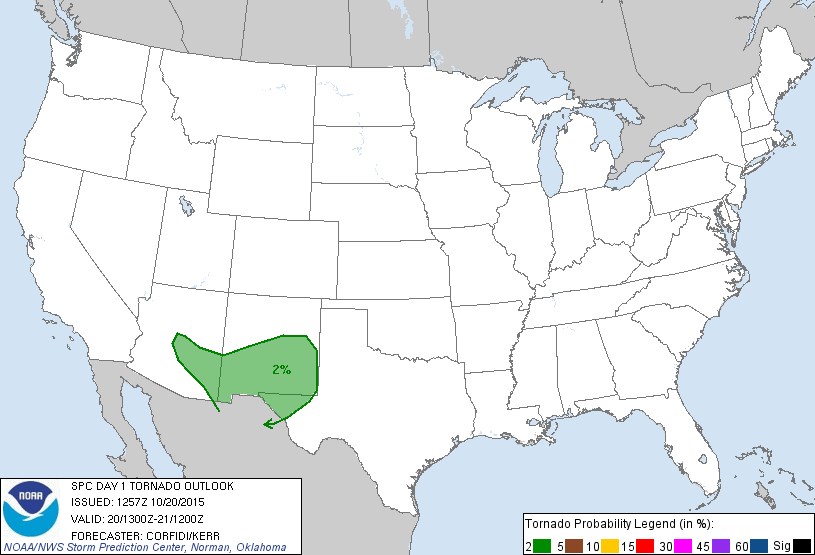 2%
SPC DAY 1 TORNADO OUTLOOK
ISSUED: 1257Z 10/20/2015
VALID: 20/1300Z-21/1200Z
FORECASTER: CORFIDI/KERR
NOAA/NWS Storm Prediction Center, Norman, Oklahoma
NOAA
Tornado Probability Legend (in %):
2 5 10 15 30 45 60 Sig